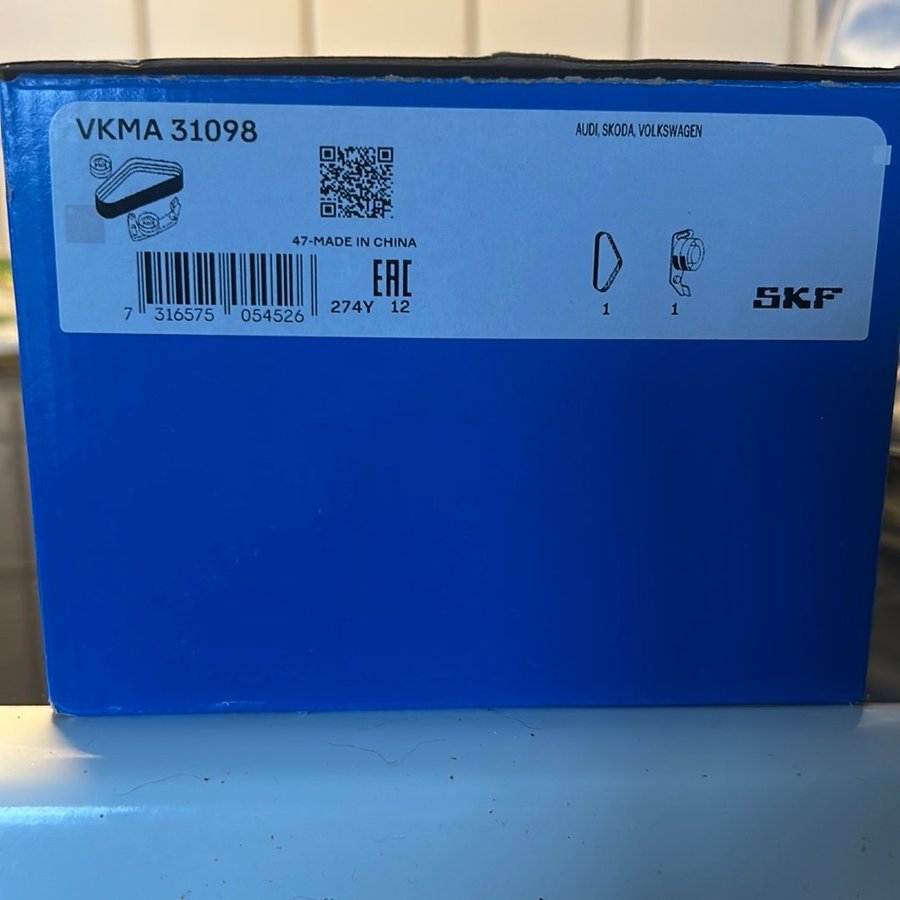 VKMA 31098
AUDI, SKODA, VOLKSWAGEN
47-MADE IN CHINA
EAC
274Y 12
7 316575 054526
1 1
SKF